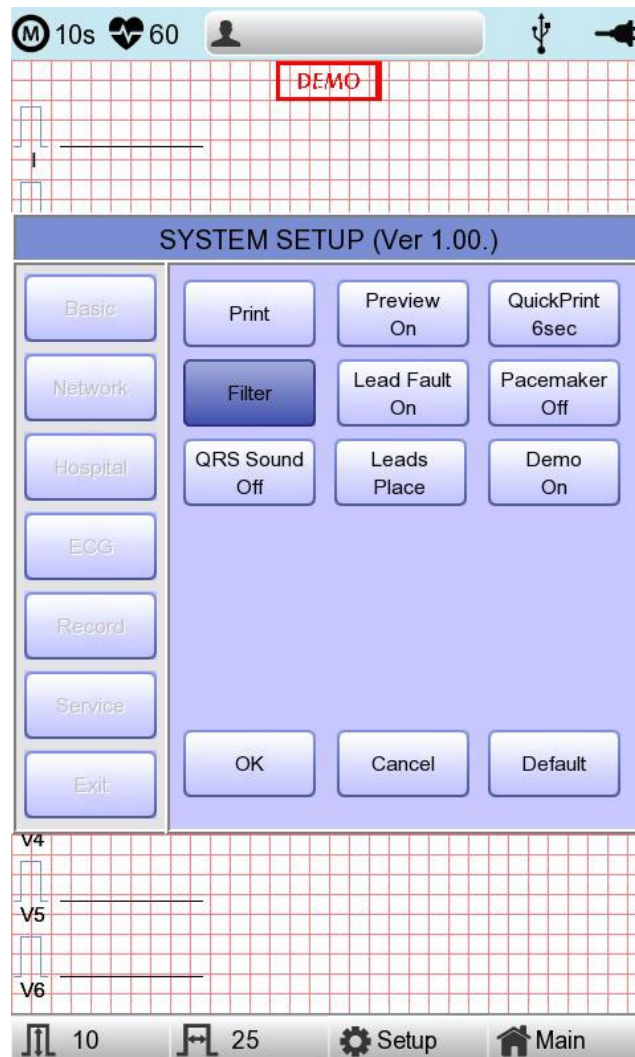 M 10s 60
DEMO
I
SYSTEM SETUP (Ver 1.00.)
Basic
Network
Hospital
ECG
Record
Service
Exit
Print
Preview
On
QuickPrint
6sec
Filter
Lead Fault
On
Pacemaker
Off
QRS Sound
Off
Leads
Place
Demo
On
OK
Cancel
Default
V4
V5
V6
10
25
Setup
Main